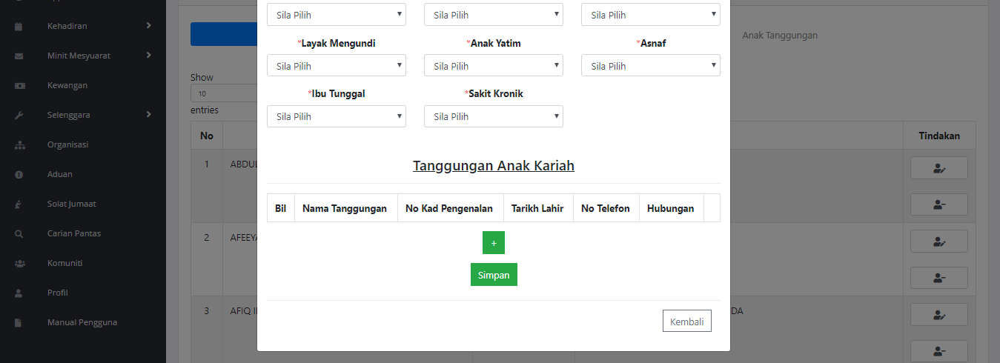 Kehadiran
Minit Mesyuarat
Kewangan
Selenggara
Organisasi
Aduan
Solat Jumaat
Carian Pantas
Komuniti
Profil
Manual Pengguna
Anak Tanggungan
Show
10
entries
No
Tindakan
1 ABDUL
2 AFEEYA
3 AFIQ
DA
Sila Pilih Sila Pilih Sila Pilih
*Layak Mengundi *Anak Yatim *Asnaf
Sila Pilih Sila Pilih Sila Pilih
*Ibu Tunggal *Sakit Kronik
Sila Pilih Sila Pilih
Tanggungan Anak Kariah
Bil Nama Tanggungan No Kad Pengenalan Tarikh Lahir No Telefon Hubungan
+
Simpan
Kembali